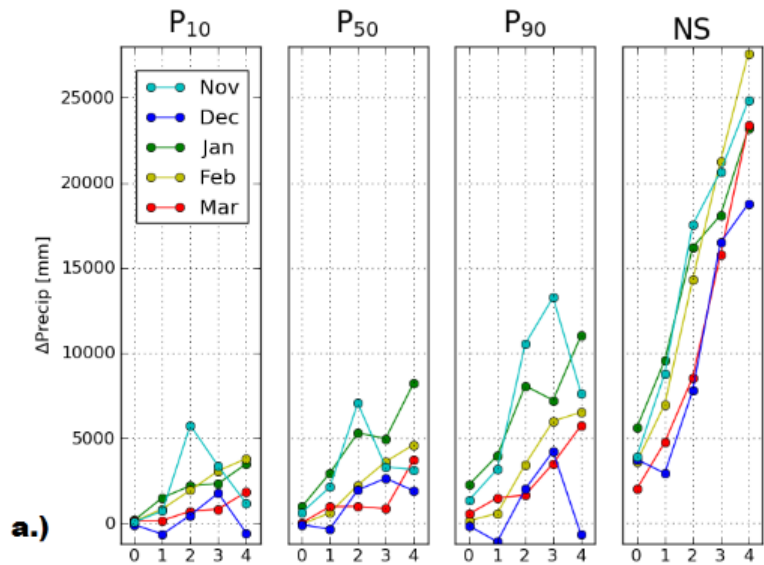 P₁₀ P₅₀ P₉₀ NS
Nov
Dec
Jan
Feb
Mar
25000
20000
15000
10000
5000
0
ΔPrecip [mm]
a.)
0 1 2 3 4 0 1 2 3 4 0 1 2 3 4 0 1 2 3 4